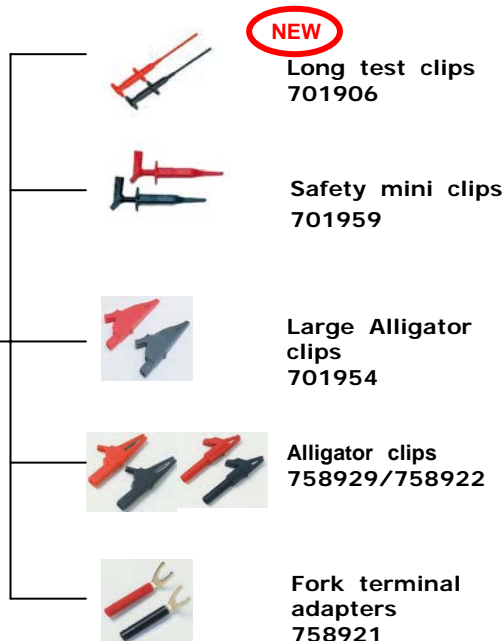 NEW
Long test clips
701906
Safety mini clips
701959
Large Alligator
clips
701954
Alligator clips
758929/758922
Fork terminal
adapters
758921